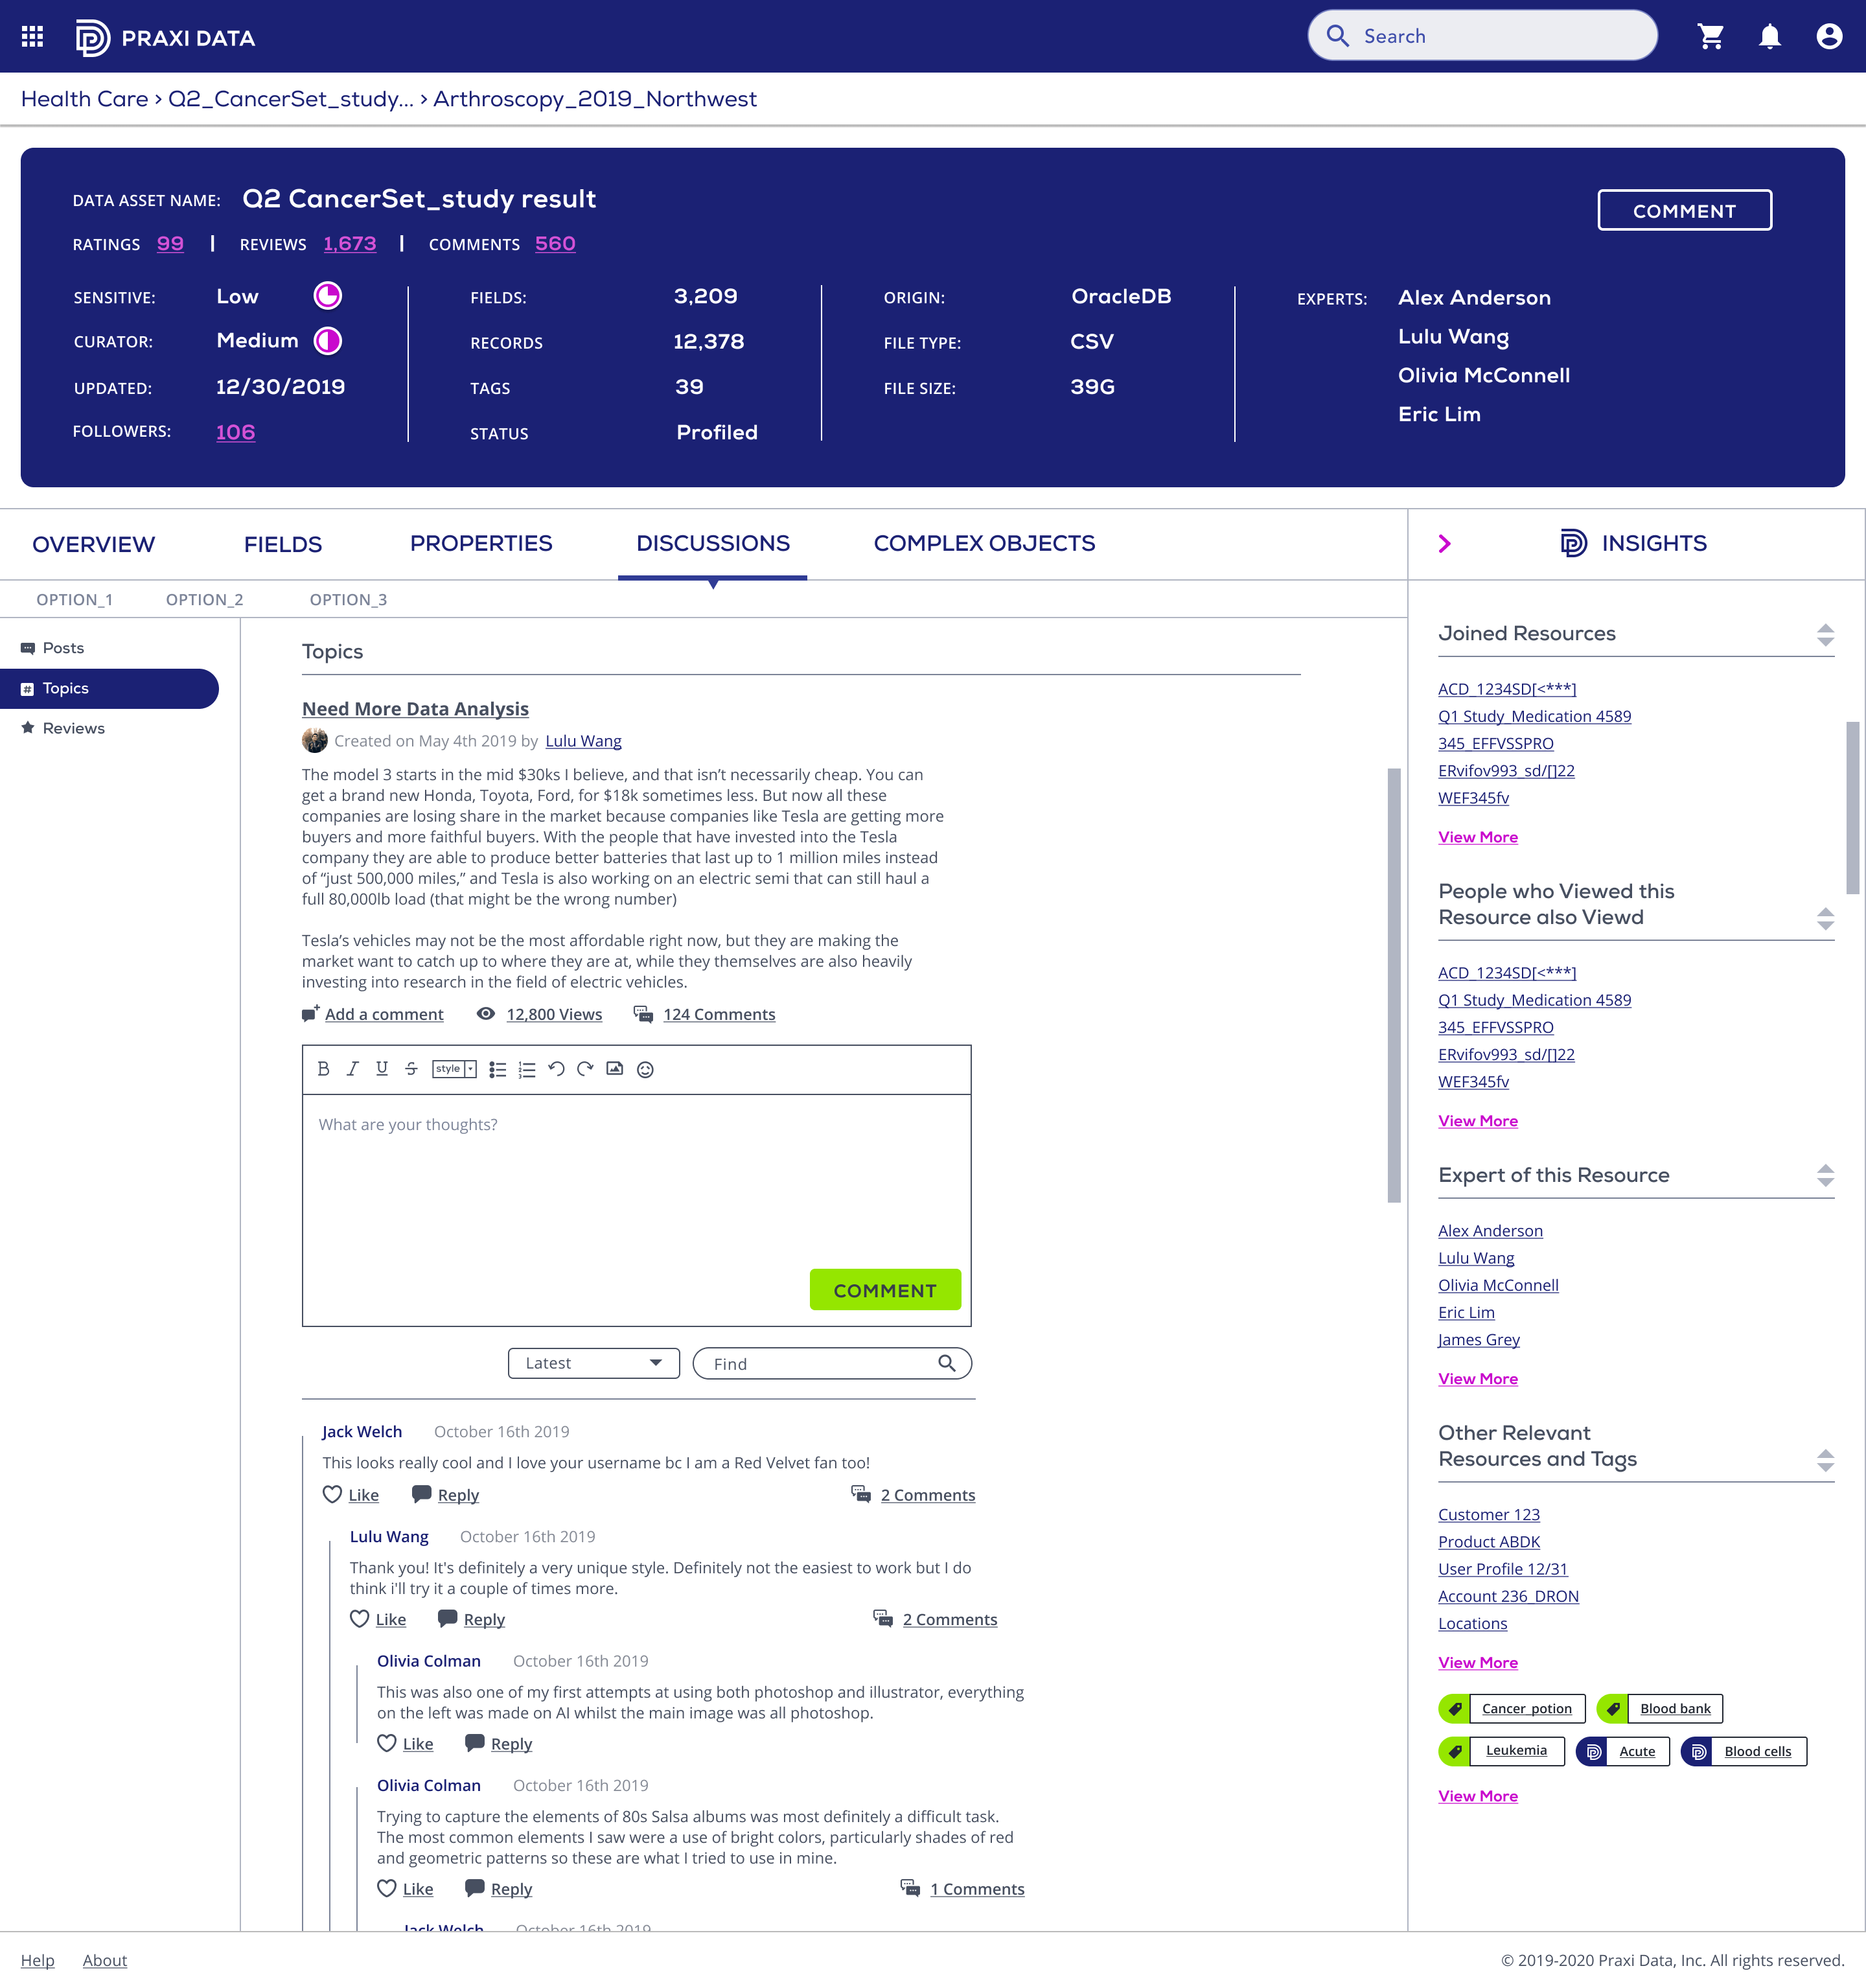 PRAXI DATA
Search
Health Care › Q2_CancerSet_study... › Arthroscopy_2019_Northwest
DATA ASSET NAME: Q2 CancerSet_study result
COMMENT
RATINGS 99 | REVIEWS 1,673 | COMMENTS 560
SENSITIVE: Low
CURATOR: Medium
UPDATED: 12/30/2019
FOLLOWERS: 106
FIELDS: 3,209
RECORDS 12,378
TAGS 39
STATUS Profiled
ORIGIN: OracleDB
FILE TYPE: CSV
FILE SIZE: 39G
EXPERTS: Alex Anderson
Lulu Wang
Olivia McConnell
Eric Lim
OVERVIEW FIELDS PROPERTIES DISCUSSIONS COMPLEX OBJECTS
OPTION_1 OPTION_2 OPTION_3
Posts
# Topics
Reviews
Topics
Need More Data Analysis
Created on May 4th 2019 by Lulu Wang
The model 3 starts in the mid $30ks I believe, and that isn’t necessarily cheap. You can
get a brand new Honda, Toyota, Ford, for $18k sometimes less. But now all these
companies are losing share in the market because companies like Tesla are getting more
buyers and more faithful buyers. With the people that have invested into the Tesla
company they are able to produce better batteries that last up to 1 million miles instead
of “just 500,000 miles,” and Tesla is also working on an electric semi that can still haul a
full 80,000lb load (that might be the wrong number)
Tesla’s vehicles may not be the most affordable right now, but they are making the
market want to catch up to where they are at, while they themselves are also heavily
investing into research in the field of electric vehicles.
Add a comment 12,800 Views 124 Comments
B I U S style
What are your thoughts?
COMMENT
Latest
Find
Jack Welch October 16th 2019
This looks really cool and I love your username bc I am a Red Velvet fan too!
Like Reply 2 Comments
Lulu Wang October 16th 2019
Thank you! It's definitely a very unique style. Definitely not the easiest to work but I do
think i'll try it a couple of times more.
Like Reply 2 Comments
Olivia Colman October 16th 2019
This was also one of my first attempts at using both photoshop and illustrator, everything
on the left was made on AI whilst the main image was all photoshop.
Like Reply
Olivia Colman October 16th 2019
Trying to capture the elements of 80s Salsa albums was most definitely a difficult task.
The most common elements I saw were a use of bright colors, particularly shades of red
and geometric patterns so these are what I tried to use in mine.
Like Reply 1 Comments
Jack Welch October 16th 2019
INSIGHTS
Joined Resources
ACD_1234SD[<***]
Q1 Study_Medication 4589
345_EFFVSSPRO
ERvifov993_sd/[]22
WEF345fv
View More
People who Viewed this
Resource also Viewd
ACD_1234SD[<***]
Q1 Study_Medication 4589
345_EFFVSSPRO
ERvifov993_sd/[]22
WEF345fv
View More
Expert of this Resource
Alex Anderson
Lulu Wang
Olivia McConnell
Eric Lim
James Grey
View More
Other Relevant
Resources and Tags
Customer 123
Product ABDK
User Profile 12/31
Account 236_DRON
Locations
View More
Cancer_potion Blood bank
Leukemia Acute Blood cells
View More
Help About
© 2019-2020 Praxi Data, Inc. All rights reserved.